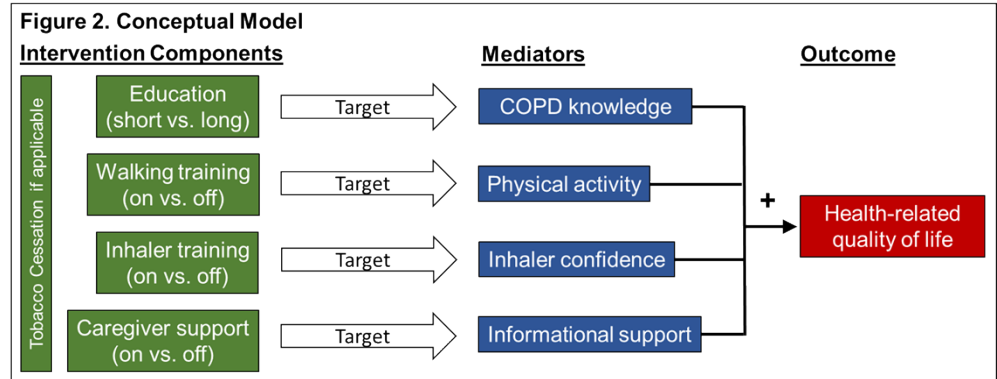 Figure 2. Conceptual Model
Intervention Components
Mediators
Outcome
Tobacco Cessation if applicable
Education
(short vs. long)
Target
COPD knowledge
Walking training
(on vs. off)
Target
Physical activity
Inhaler training
(on vs. off)
Target
Inhaler confidence
Caregiver support
(on vs. off)
Target
Informational support
+
Health-related
quality of life